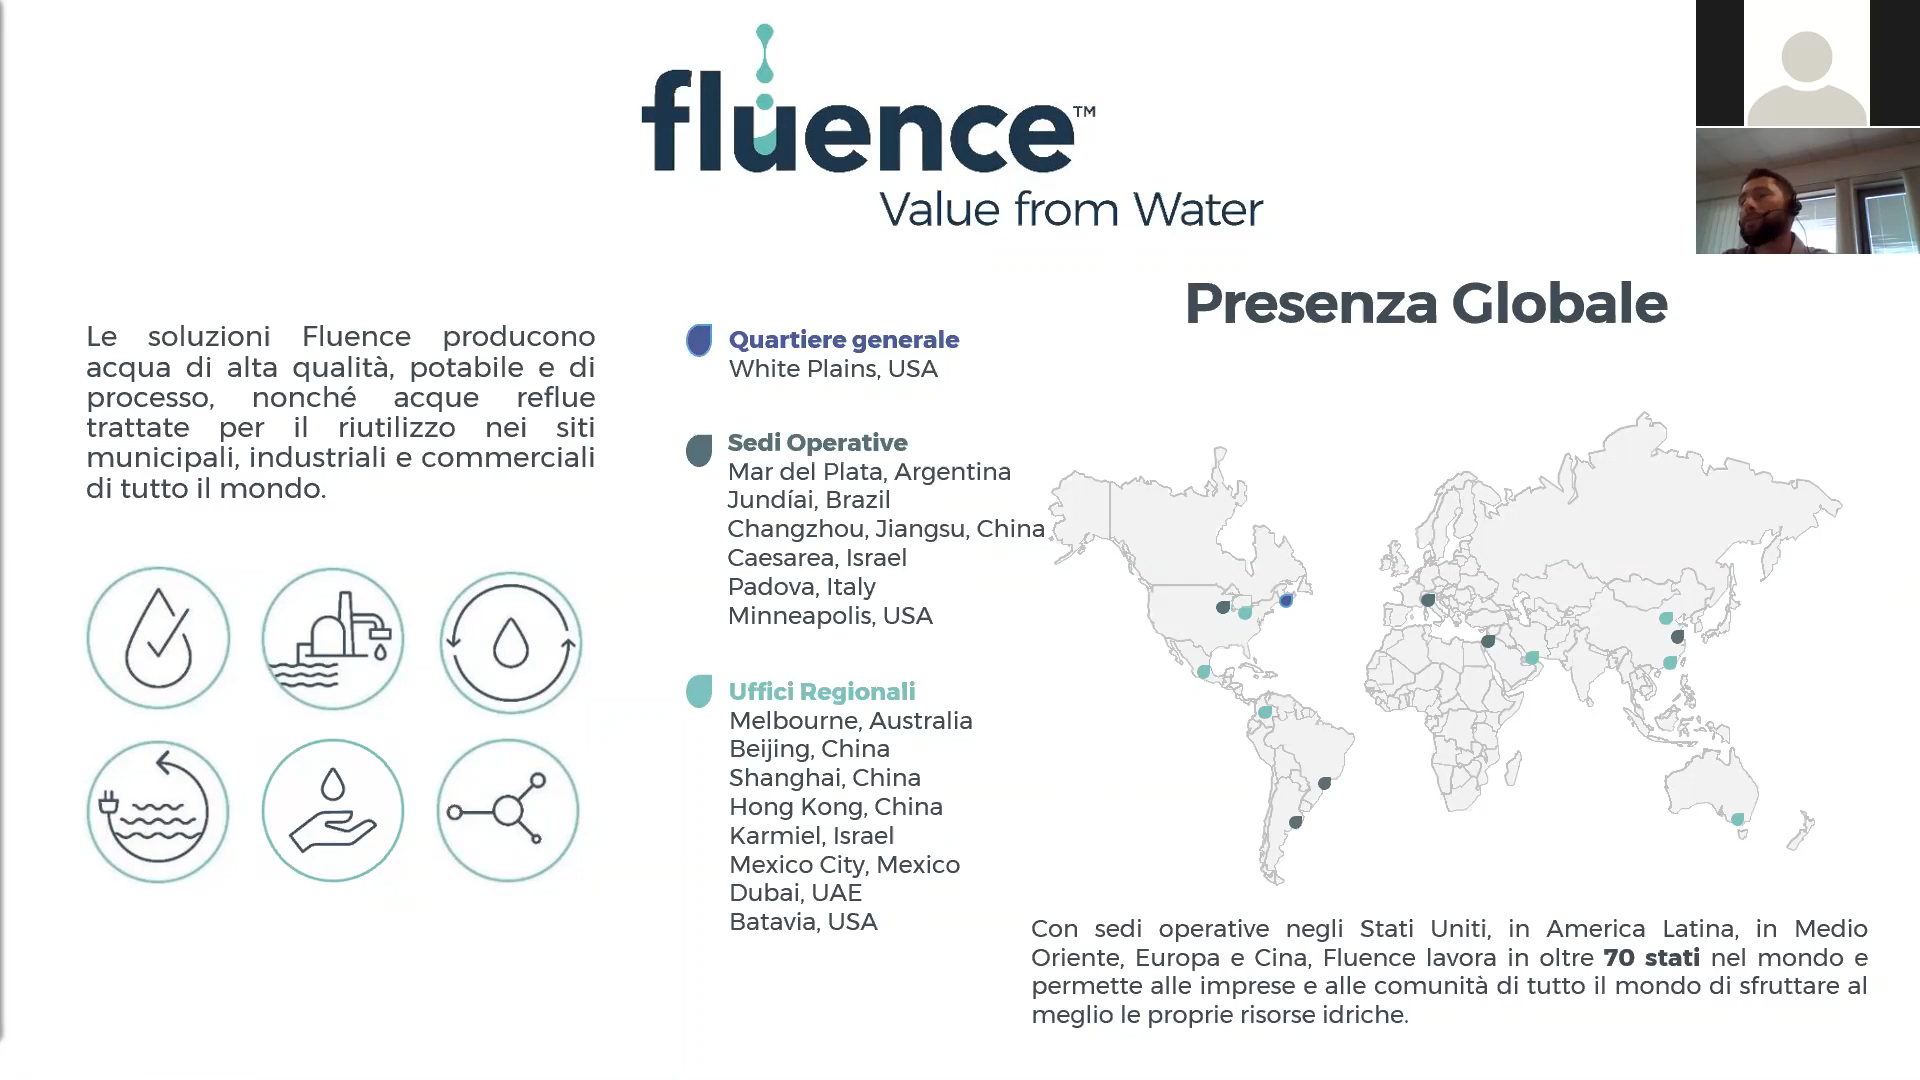 fluence™
Value from Water
Presenza Globale
Le soluzioni Fluence producono
acqua di alta qualità, potabile e di
processo, nonché acque reflue
trattate per il riutilizzo nei siti
municipali, industriali e commerciali
di tutto il mondo.
Quartiere generale
White Plains, USA
Sedi Operative
Mar del Plata, Argentina
Jundíai, Brazil
Changzhou, Jiangsu, China
Caesarea, Israel
Padova, Italy
Minneapolis, USA
Uffici Regionali
Melbourne, Australia
Beijing, China
Shanghai, China
Hong Kong, China
Karmiel, Israel
Mexico City, Mexico
Dubai, UAE
Batavia, USA
Con sedi operative negli Stati Uniti, in America Latina, in Medio
Oriente, Europa e Cina, Fluence lavora in oltre 70 stati nel mondo e
permette alle imprese e alle comunità di tutto il mondo di sfruttare al
meglio le proprie risorse idriche.